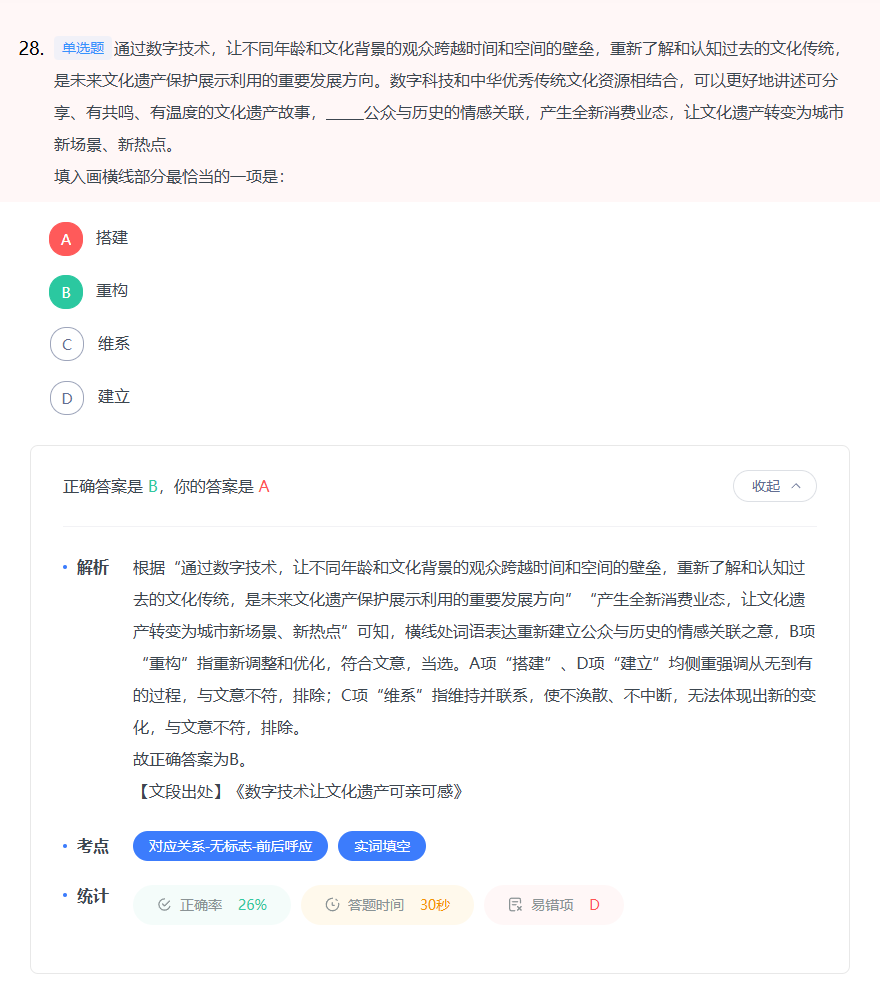 28. 单选题 通过数字技术，让不同年龄和文化背景的观众跨越时间和空间的壁垒，重新了解和认知过去的文化传统，
是未来文化遗产保护展示利用的重要发展方向。数字科技和中华优秀传统文化资源相结合，可以更好地讲述可分
享、有共鸣、有温度的文化遗产故事，_____公众与历史的情感关联，产生全新消费业态，让文化遗产转变为城市
新场景、新热点。
填入画横线部分最恰当的一项是：
A 搭建
B 重构
C 维系
D 建立
正确答案是 B，你的答案是 A
收起
解析
根据“通过数字技术，让不同年龄和文化背景的观众跨越时间和空间的壁垒，重新了解和认知过
去的文化传统，是未来文化遗产保护展示利用的重要发展方向”“产生全新消费业态，让文化遗
产转变为城市新场景、新热点”可知，横线处词语表达重新建立公众与历史的情感关联之意，B项
“重构”指重新调整和优化，符合文意，当选。A项“搭建”、D项“建立”均侧重强调从无到有
的过程，与文意不符，排除；C项“维系”指维持并联系，使不涣散、不中断，无法体现出新的变
化，与文意不符，排除。
故正确答案为B。
【文段出处】《数字技术让文化遗产可亲可感》
考点 对应关系-无标志-前后呼应 实词填空
统计 正确率 26% 答题时间 30秒 易错项 D